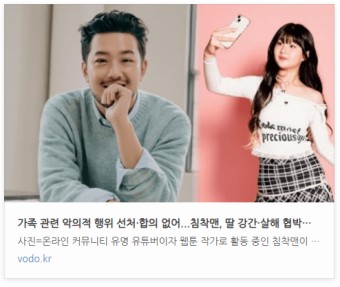 precious
가족 관련 악의적 행위 선처·합의 없어...침착맨, 딸 강간·살해 협박…
사진=온라인 커뮤니티 유명 유튜버이자 웹툰 작가로 활동 중인 침착맨이 …
vodo.kr